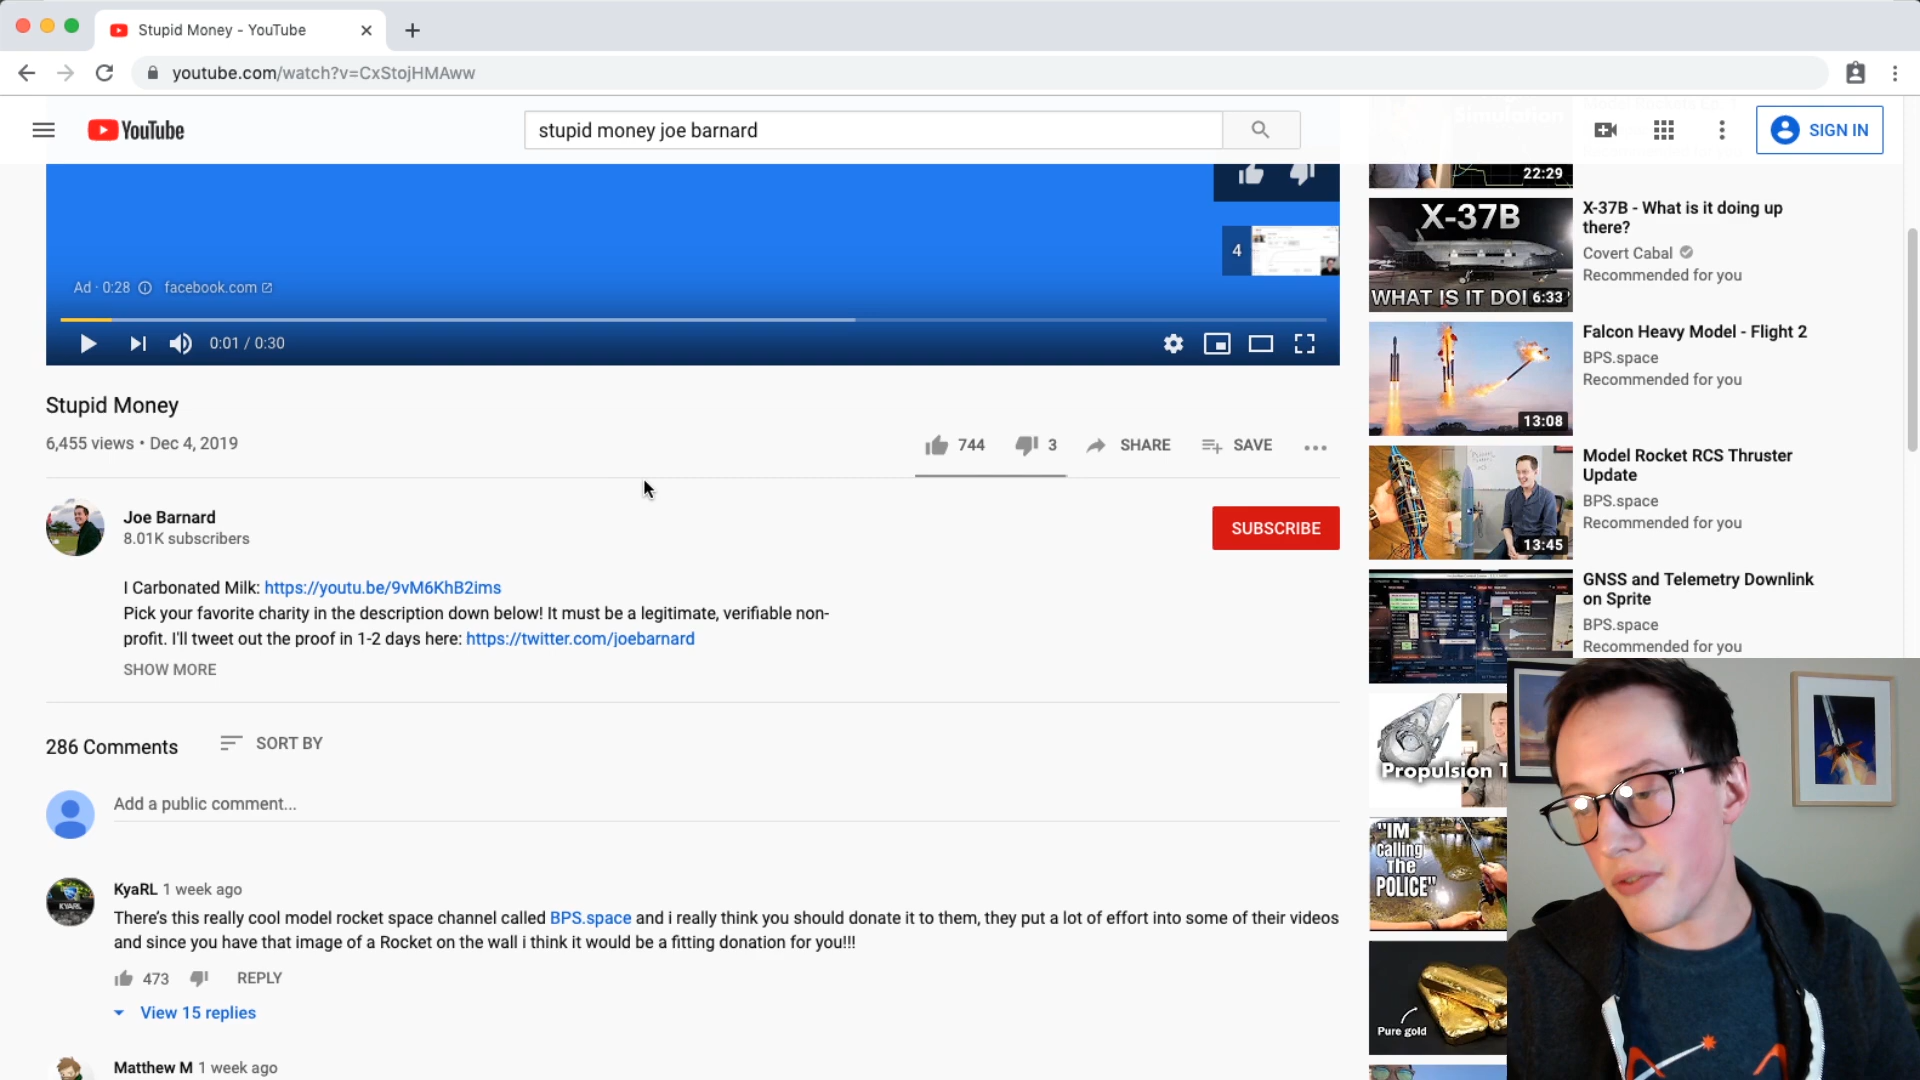 Stupid Money - YouTube
youtube.com/watch?v=CxStojHMAww
YouTube
stupid money joe barnard
SIGN IN
22:29
4
Ad · 0:28
facebook.com
0:01 / 0:30
Stupid Money
6,455 views • Dec 4, 2019
744
3
SHARE
SAVE
Joe Barnard
8.01K subscribers
SUBSCRIBE
I Carbonated Milk: https://youtu.be/9vM6KhB2ims
Pick your favorite charity in the description down below! It must be a legitimate, verifiable non-
profit. I'll tweet out the proof in 1-2 days here: https://twitter.com/joebarnard
SHOW MORE
286 Comments
SORT BY
Add a public comment...
KyaRL 1 week ago
There's this really cool model rocket space channel called BPS.space and i really think you should donate it to them, they put a lot of effort into some of their videos
and since you have that image of a Rocket on the wall i think it would be a fitting donation for you!!!
473
REPLY
View 15 replies
Matthew M 1 week ago
X-37B
WHAT IS IT DOI
6:33
X-37B - What is it doing up
there?
Covert Cabal
Recommended for you
13:08
Falcon Heavy Model - Flight 2
BPS.space
Recommended for you
13:45
Model Rocket RCS Thruster
Update
BPS.space
Recommended for you
GNSS and Telemetry Downlink
on Sprite
BPS.space
Recommended for you
Propulsion T
"IM
calling
The
POLICE"
Pure gold